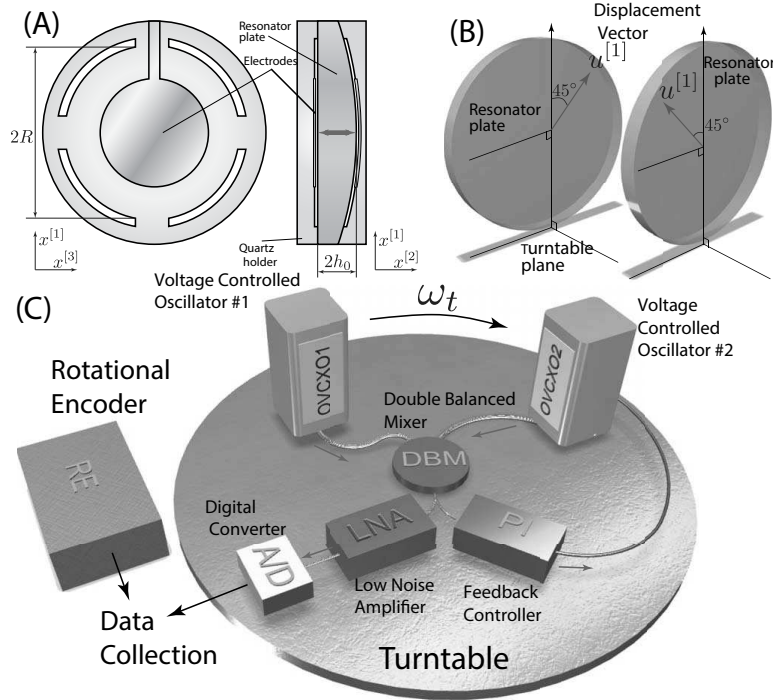 (A)
Resonator
plate
Electrodes
2R
x^{[1]}
x^{[3]}
Quartz
holder
2h_0
x^{[1]}
x^{[2]}
(B)
Displacement
Vector
u^{[1]}
45°
Resonator
plate
u^{[1]}
45°
Resonator
plate
Turntable
plane
(C)
Voltage Controlled
Oscillator #1
ω_t
Voltage
Controlled
Oscillator #2
OVCXO1
OVCXO2
Rotational
Encoder
RE
Double Balanced
Mixer
DBM
Digital
Converter
A/D
LNA
PI
Low Noise
Amplifier
Feedback
Controller
Data
Collection
Turntable